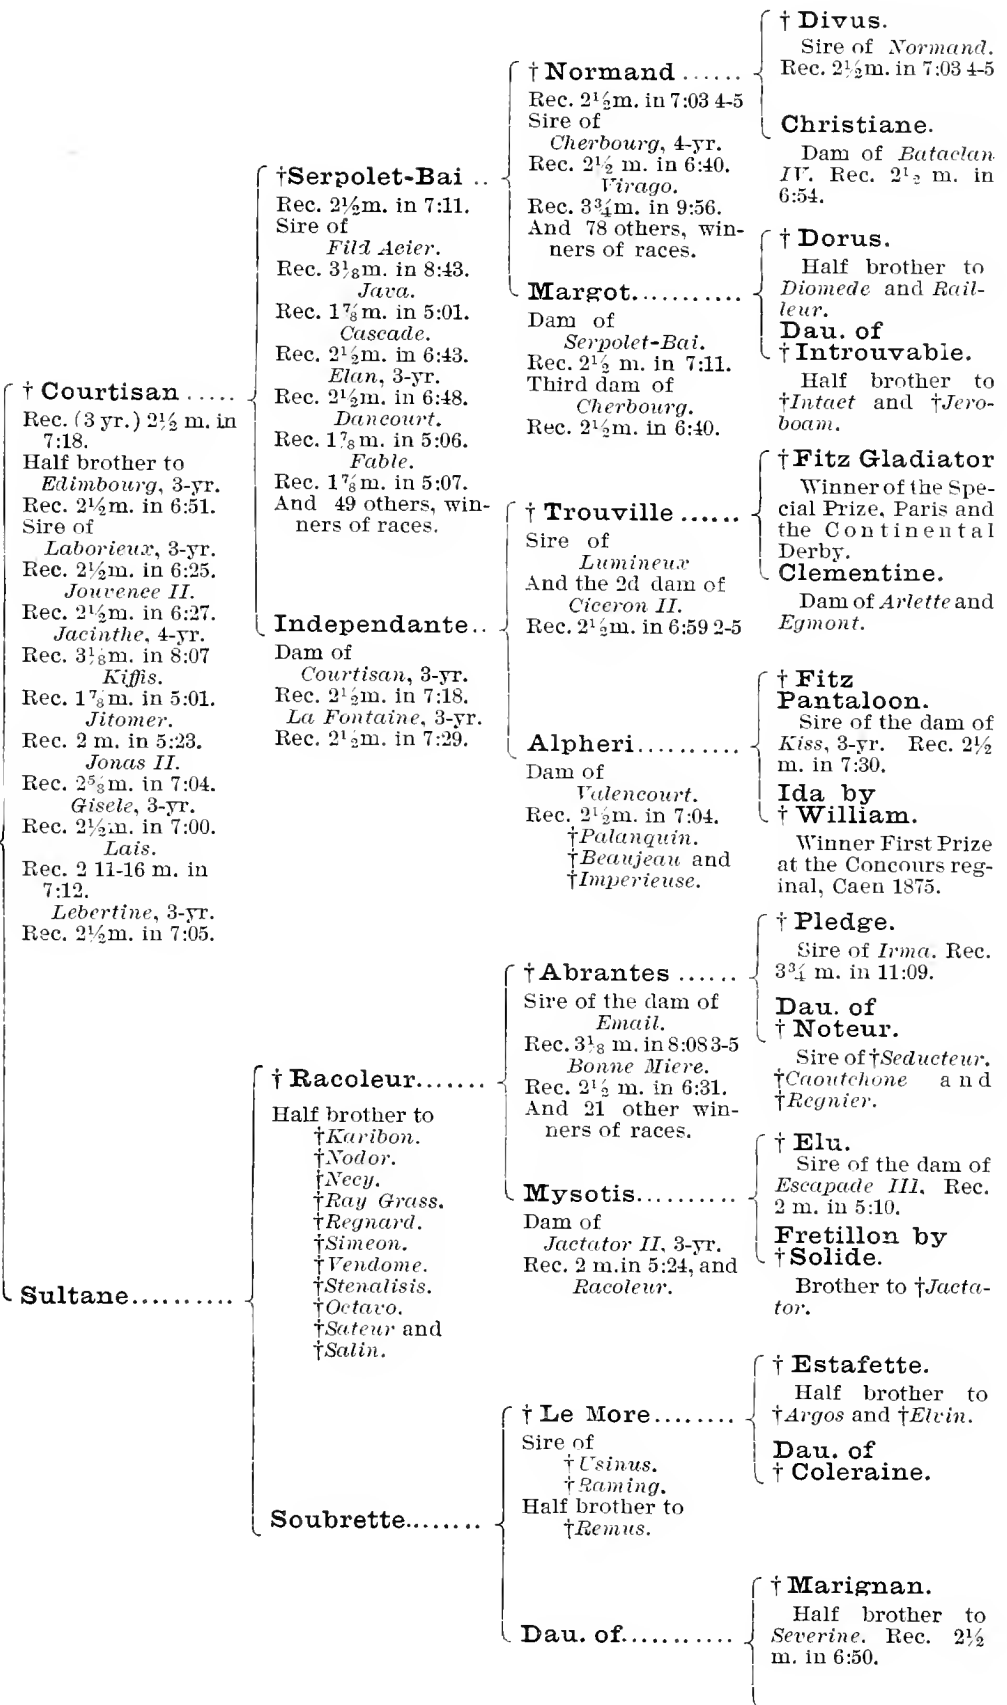 † Courtisan .....
Rec. (3 yr.) 2½ m. in
7:18.
Half brother to
Edimbourg, 3-yr.
Rec. 2½m. in 6:51.
Sire of
Laborieux, 3-yr.
Rec. 2½m. in 6:25.
Jouvenee II.
Rec. 2½m. in 6:27.
Jacinthe, 4-yr.
Rec. 3⅛m. in 8:07
Kiffis.
Rec. 1⅞m. in 5:01.
Jitomer.
Rec. 2 m. in 5:23.
Jonas II.
Rec. 2⅝m. in 7:04.
Gisele, 3-yr.
Rec. 2½m. in 7:00.
Lais.
Rec. 2 11-16 m. in
7:12.
Lebertine, 3-yr.
Rec. 2½m. in 7:05.
Sultane..........
†Serpolet-Bai ..
Rec. 2½m. in 7:11.
Sire of
Fild Acier.
Rec. 3⅛m. in 8:43.
Java.
Rec. 1⅞m. in 5:01.
Cascade.
Rec. 2½m. in 6:43.
Elan, 3-yr.
Rec. 2½m. in 6:48.
Dancourt.
Rec. 1⅞m. in 5:06.
Fable.
Rec. 1⅞m. in 5:07.
And 49 others, win-
ners of races.
Independante..
Dam of
Courtisan, 3-yr.
Rec. 2½m. in 7:18.
La Fontaine, 3-yr.
Rec. 2½m. in 7:29.
† Racoleur.......
Half brother to
†Karibon.
†Nodor.
†Necy.
†Ray Grass.
†Regnard.
†Simeon.
†Vendome.
†Stenalisis.
†Octavo.
†Sateur and
†Salin.
Soubrette........
† Normand ......
Rec. 2½m. in 7:03 4-5
Sire of
Cherbourg, 4-yr.
Rec. 2½ m. in 6:40.
Virago.
Rec. 3¾m. in 9:56.
And 78 others, win-
ners of races.
Margot...........
Dam of
Serpolet-Bai.
Rec. 2½ m. in 7:11.
Third dam of
Cherbourg.
Rec. 2½m. in 6:40.
† Trouville ......
Sire of
Lumineux
And the 2d dam of
Ciceron II.
Rec. 2½m. in 6:59 2-5
Alpheri..........
Dam of
Valencourt.
Rec. 2½m. in 7:04.
†Palanquin.
†Beaujeau and
†Imperieuse.
†Abrantes ......
Sire of the dam of
Email.
Rec. 3⅛ m. in 8:08 3-5
Bonne Miere.
Rec. 2½ m. in 6:31.
And 21 other win-
ners of races.
Mysotis..........
Dam of
Jactator II, 3-yr.
Rec. 2 m.in 5:24, and
Racoleur.
† Le More........
Sire of
†Usinus.
†Raming.
Half brother to
†Remus.
Dau. of...........
† Divus.
Sire of Normand.
Rec. 2½m. in 7:03 4-5
Christiane.
Dam of Bataclan
IV. Rec. 2½ m. in
6:54.
† Dorus.
Half brother to
Diomede and Rail-
leur.
Dau. of
† Introuvable.
Half brother to
†Intaet and †Jero-
boam.
†Fitz Gladiator
Winner of the Spe-
cial Prize, Paris and
the Continental
Derby.
Clementine.
Dam of Arlette and
Egmont.
† Fitz
Pantaloon.
Sire of the dam of
Kiss, 3-yr. Rec. 2½
m. in 7:30.
Ida by
† William.
Winner First Prize
at the Concours reg-
inal, Caen 1875.
† Pledge.
Sire of Irma. Rec.
3¾ m. in 11:09.
Dau. of
† Noteur.
Sire of †Seducteur.
†Caoutchone and
†Regnier.
† Elu.
Sire of the dam of
Escapade III. Rec.
2 m. in 5:10.
Fretillon by
† Solide.
Brother to †Jacta-
tor.
† Estafette.
Half brother to
†Argos and †Elvin.
Dau. of
† Coleraine.
† Marignan.
Half brother to
Severine. Rec. 2½
m. in 6:50.